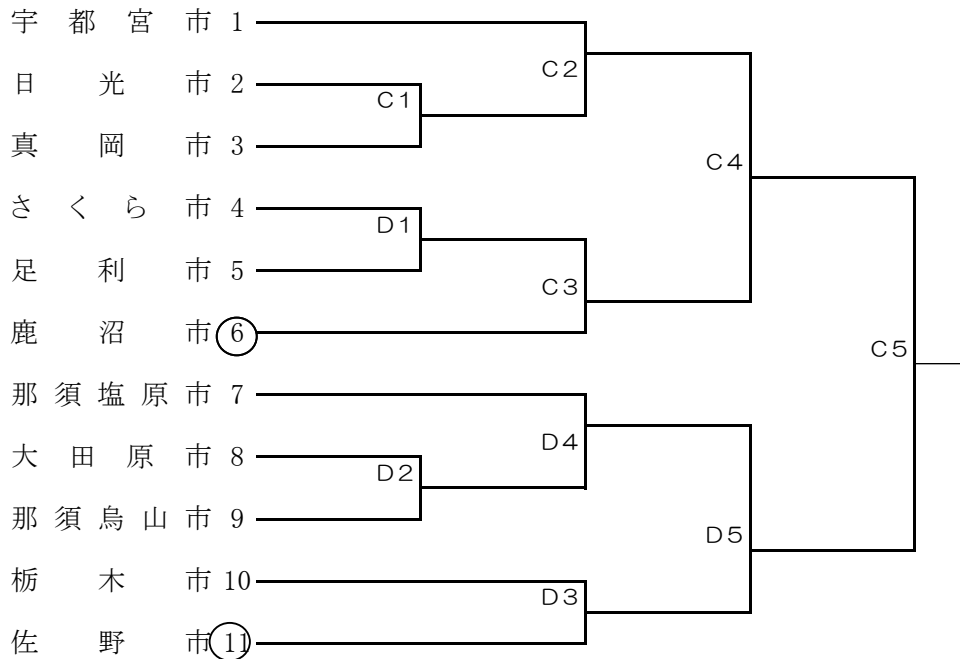 宇都宮市 1
C2
日光市 2
C1
真岡市 3
C4
さくら市 4
D1
足利市 5
C3
鹿沼市 6
C5
那須塩原市 7
D4
大田原市 8
D2
那須烏山市 9
D5
栃木市 10
D3
佐野市 11